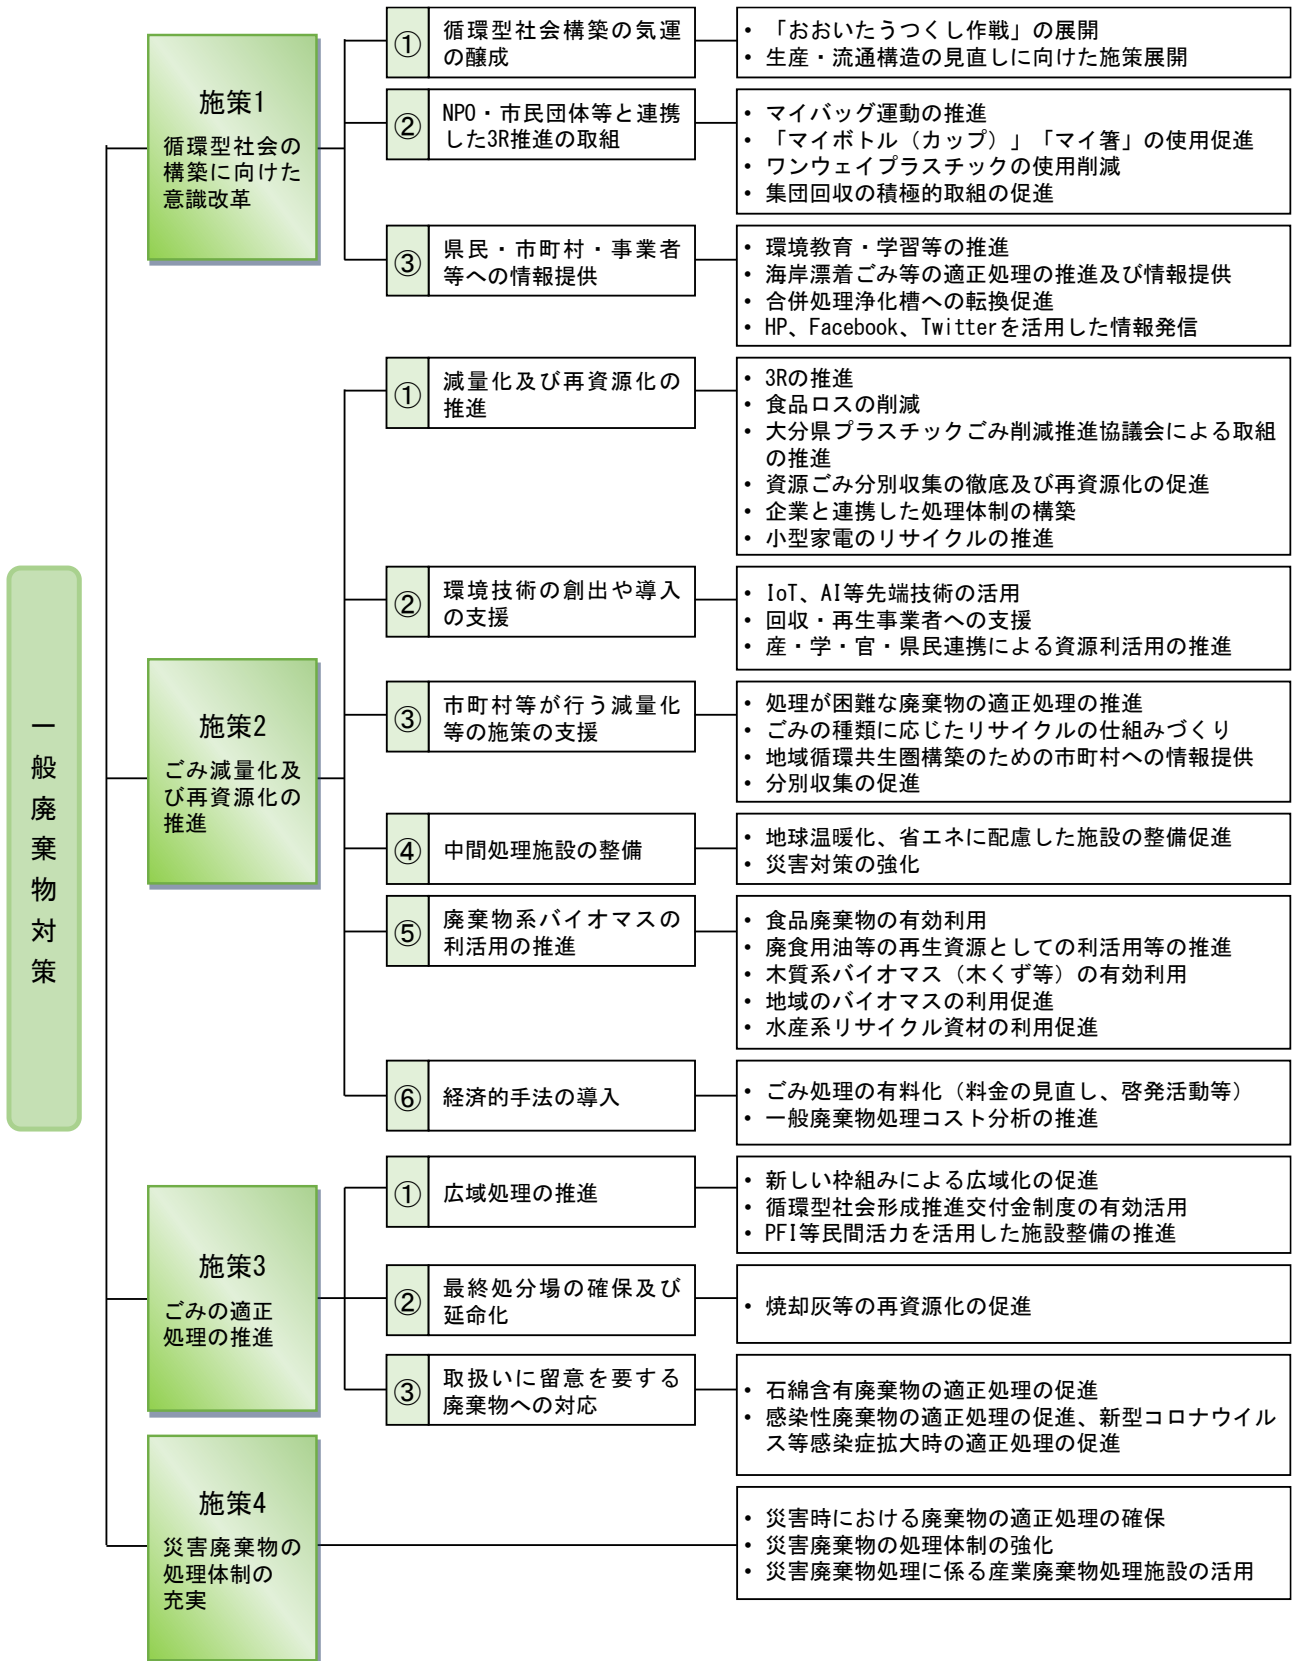 一般廃棄物対策
施策1
循環型社会の
構築に向けた
意識改革
①
循環型社会構築の気運
の醸成
・「おおいたうつくし作戦」の展開
・生産・流通構造の見直しに向けた施策展開
②
NPO・市民団体等と連携
した3R推進の取組
・マイバッグ運動の推進
・「マイボトル（カップ）」「マイ箸」の使用促進
・ワンウェイプラスチックの使用削減
・集団回収の積極的取組の促進
③
県民・市町村・事業者
等への情報提供
・環境教育・学習等の推進
・海岸漂着ごみ等の適正処理の推進及び情報提供
・合併処理浄化槽への転換促進
・HP、Facebook、Twitterを活用した情報発信
施策2
ごみ減量化及
び再資源化の
推進
①
減量化及び再資源化の
推進
・3Rの推進
・食品ロスの削減
・大分県プラスチックごみ削減推進協議会による取組
の推進
・資源ごみ分別収集の徹底及び再資源化の促進
・企業と連携した処理体制の構築
・小型家電のリサイクルの推進
②
環境技術の創出や導入
の支援
・IoT、AI等先端技術の活用
・回収・再生事業者への支援
・産・学・官・県民連携による資源利活用の推進
③
市町村等が行う減量化
等の施策の支援
・処理が困難な廃棄物の適正処理の推進
・ごみの種類に応じたリサイクルの仕組みづくり
・地域循環共生圏構築のための市町村への情報提供
・分別収集の促進
④
中間処理施設の整備
・地球温暖化、省エネに配慮した施設の整備促進
・災害対策の強化
⑤
廃棄物系バイオマスの
利活用の推進
・食品廃棄物の有効利用
・廃食用油等の再生資源としての利活用等の推進
・木質系バイオマス（木くず等）の有効利用
・地域のバイオマスの利用促進
・水産系リサイクル資材の利用促進
⑥
経済的手法の導入
・ごみ処理の有料化（料金の見直し、啓発活動等）
・一般廃棄物処理コスト分析の推進
施策3
ごみの適正
処理の推進
①
広域処理の推進
・新しい枠組みによる広域化の促進
・循環型社会形成推進交付金制度の有効活用
・PFI等民間活力を活用した施設整備の推進
②
最終処分場の確保及び
延命化
・焼却灰等の再資源化の促進
③
取扱いに留意を要する
廃棄物への対応
・石綿含有廃棄物の適正処理の促進
・感染性廃棄物の適正処理の促進、新型コロナウイル
ス等感染症拡大時の適正処理の促進
施策4
災害廃棄物の
処理体制の
充実
・災害時における廃棄物の適正処理の確保
・災害廃棄物の処理体制の強化
・災害廃棄物処理に係る産業廃棄物処理施設の活用